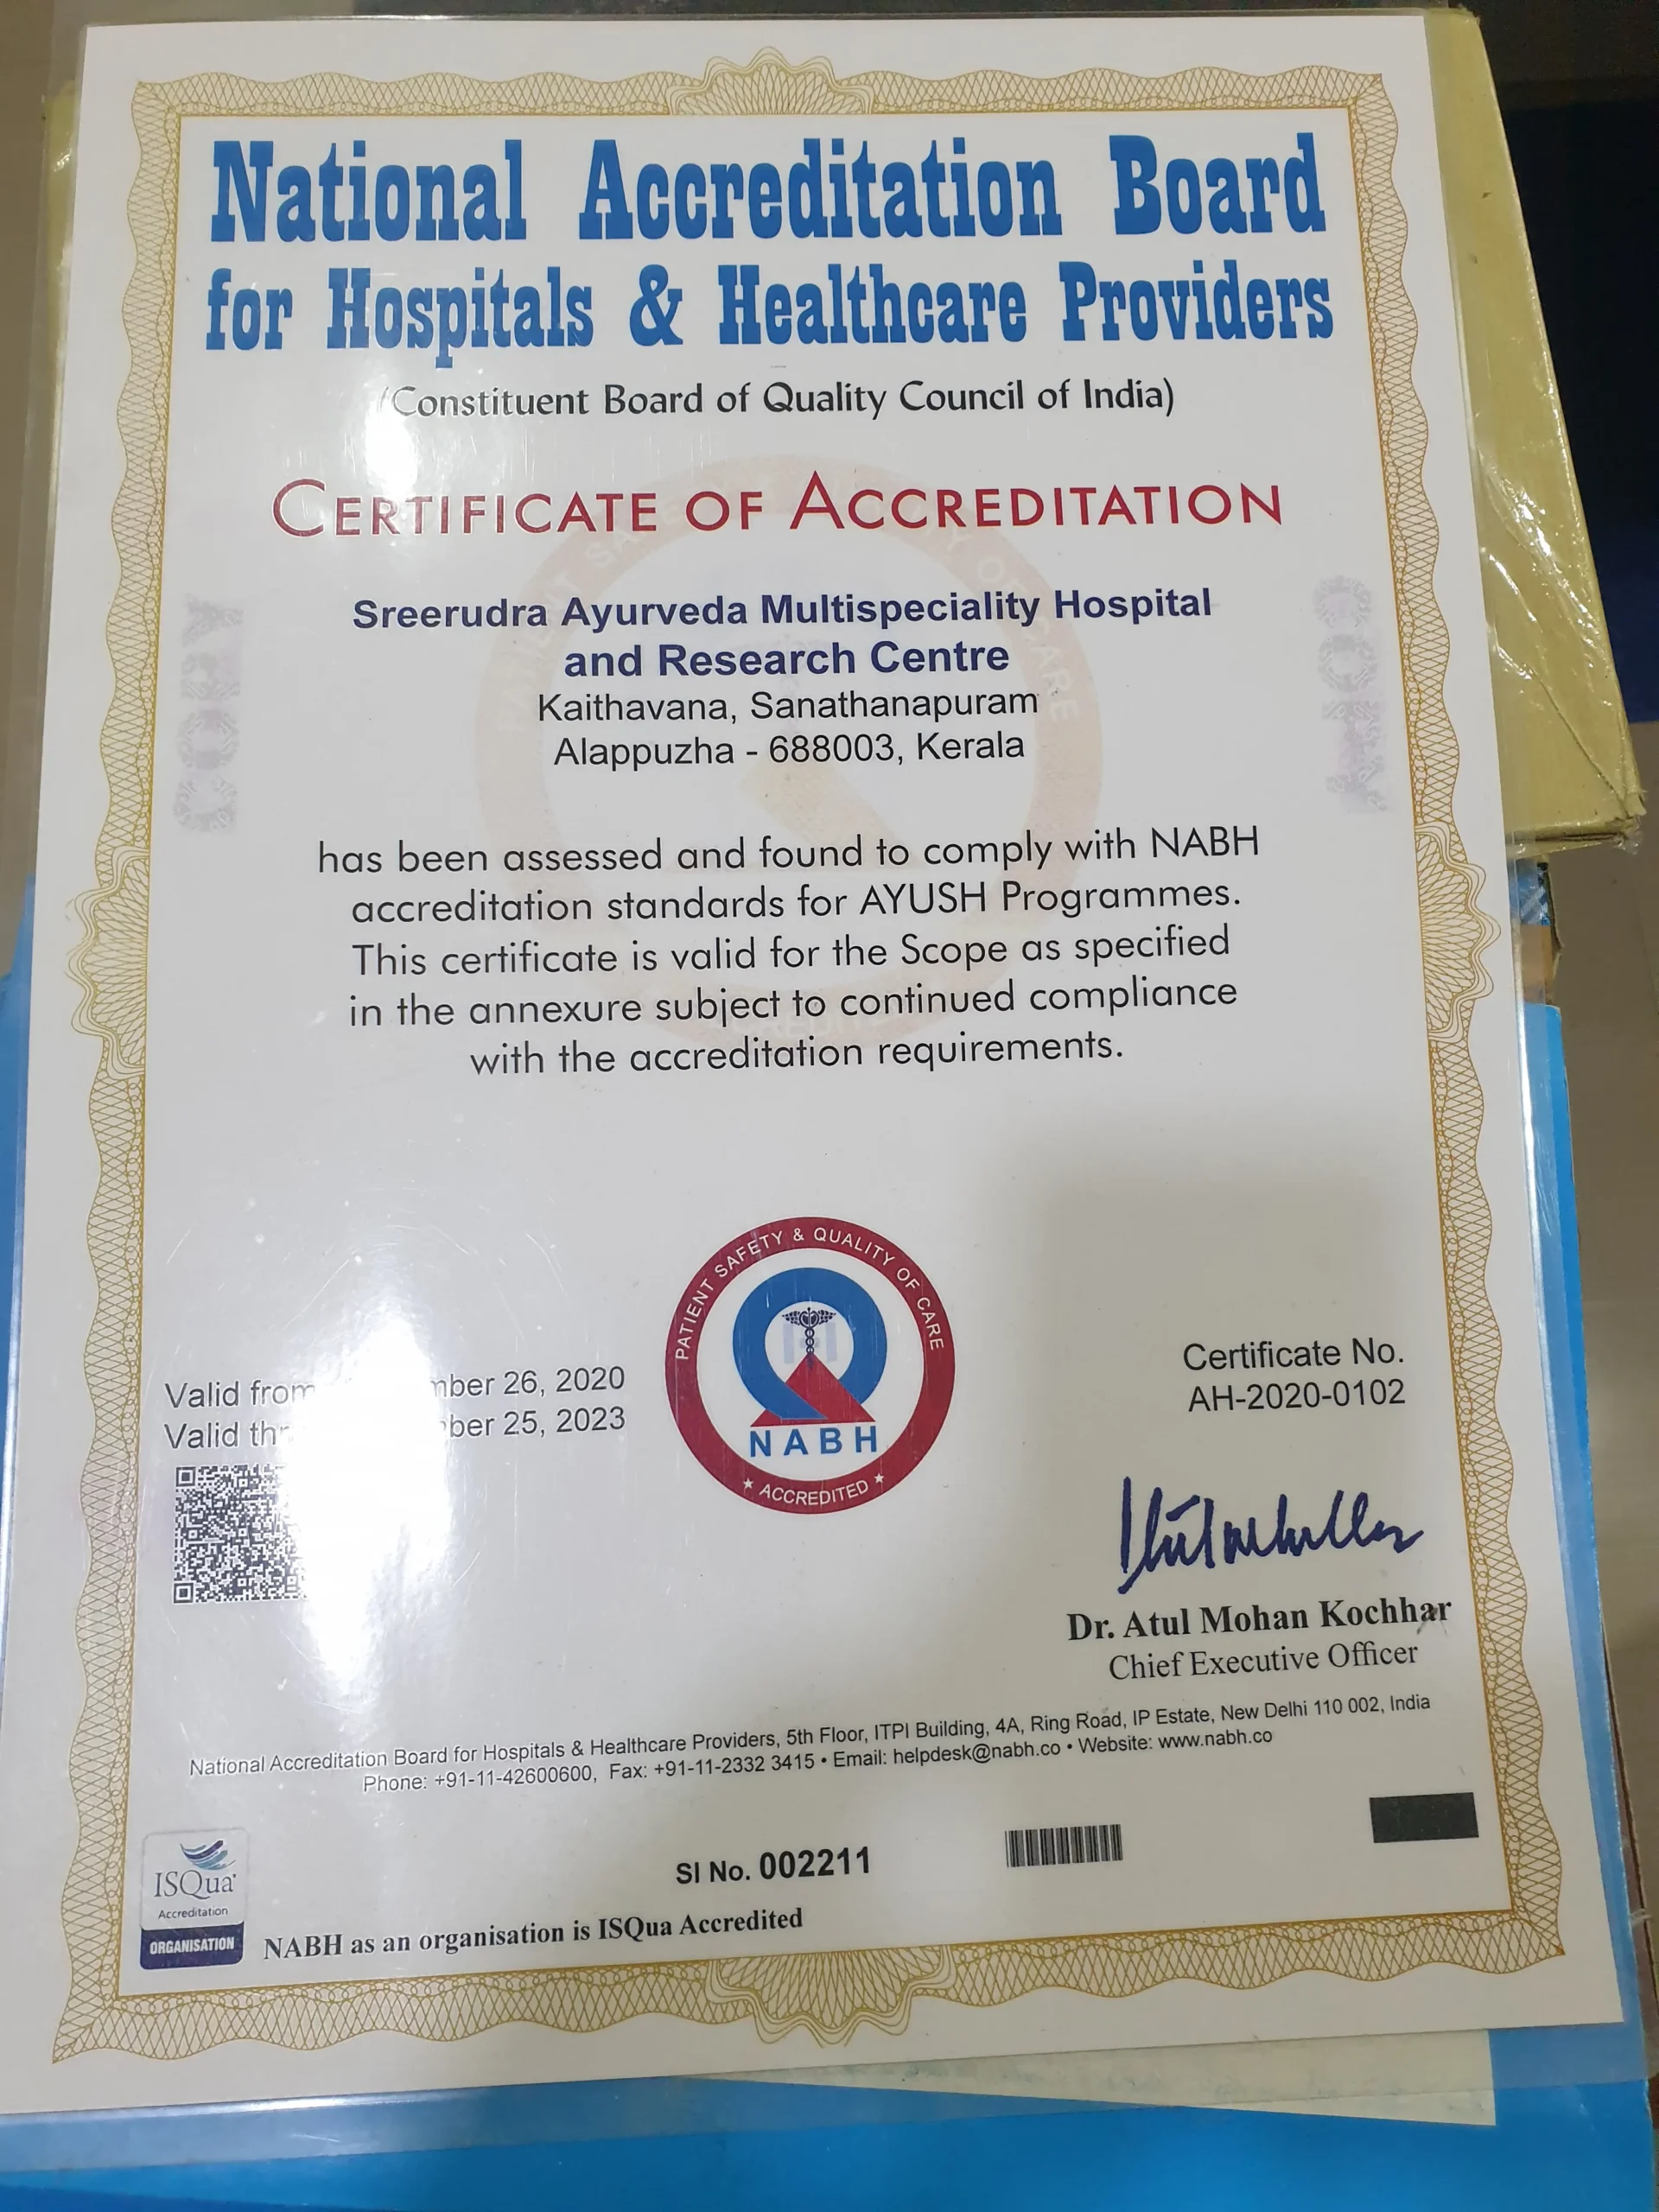 National Accreditation Board
for Hospitals & Healthcare Providers
(Constituent Board of Quality Council of India)
CERTIFICATE OF ACCREDITATION
Sreerudra Ayurveda Multispeciality Hospital
and Research Centre
Kaithavana, Sanathanapuram
Alappuzha - 688003, Kerala
COPY
has been assessed and found to comply with NABH
accreditation standards for AYUSH Programmes.
This certificate is valid for the Scope as specified
in the annexure subject to continued compliance
with the accreditation requirements.
PATIENT SAFETY & QUALITY OF CARE
NABH
★ ACCREDITED ★
Valid from 26, 2020
Valid 25, 2023
Certificate No.
AH-2020-0102
Dr. Atul Mohan Kochhar
Chief Executive Officer
National Accreditation Board for Hospitals & Healthcare Providers, 5th Floor, ITPI Building, 4A, Ring Road, IP Estate, New Delhi 110 002, India
Phone: +91-11-42600600, Fax: +91-11-2332 3415 • Email: helpdesk@nabh.co • Website: www.nabh.co
ISQua
Accreditation
ORGANISATION
SI No. 002211
NABH as an organisation is ISQua Accredited